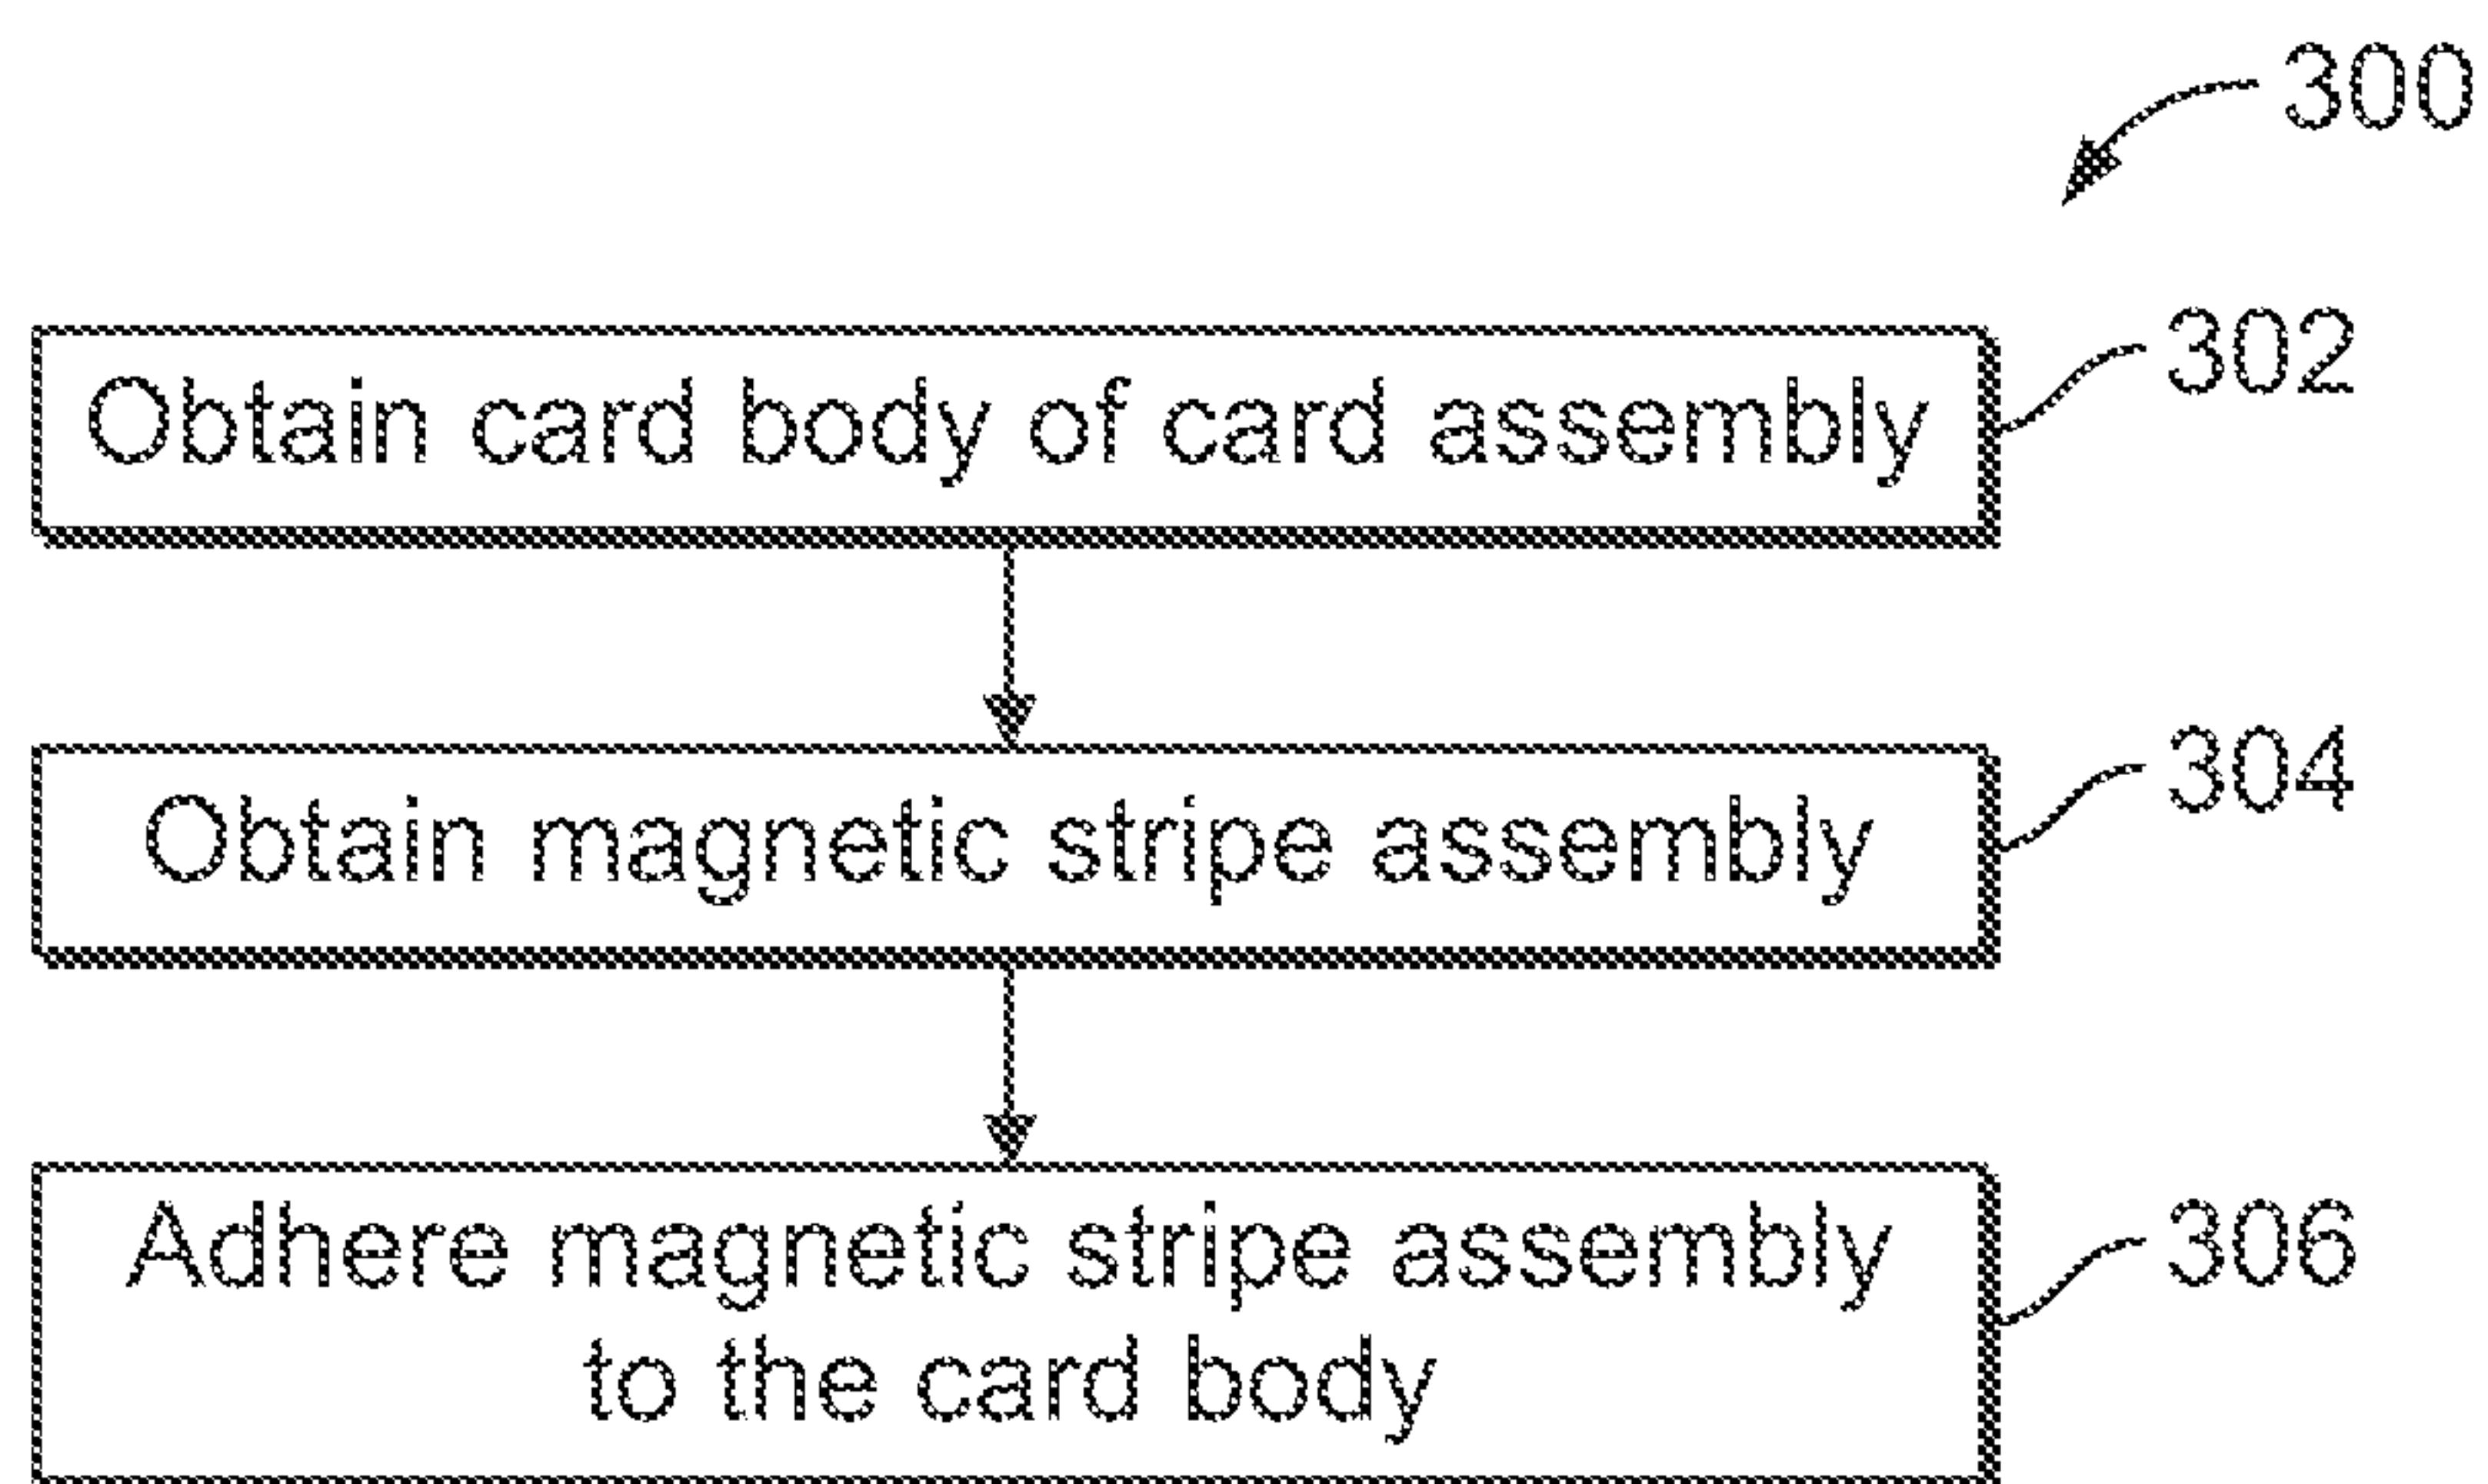 300
Obtain card body of card assembly
302
Obtain magnetic stripe assembly
304
Adhere magnetic stripe assembly
to the card body
306